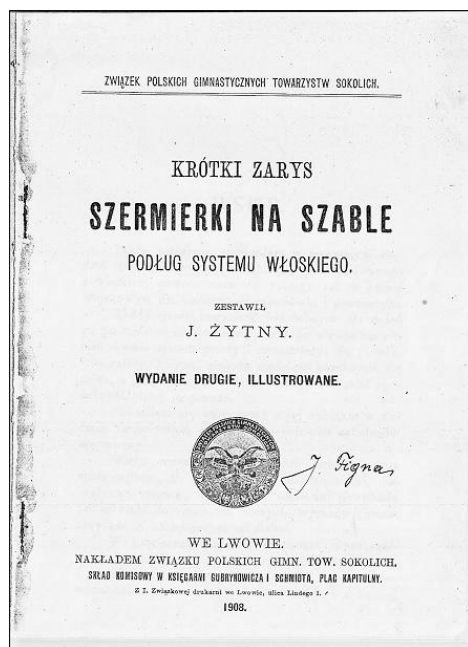 ZWIĄZEK POLSKICH GIMNASTYCZNYCH TOWARZYSTW SOKOLICH.
KRÓTKI ZARYS
SZERMIERKI NA SZABLE
PODŁUG SYSTEMU WŁOSKIEGO.
ZESTAWIŁ
J. ŻYTNY.
WYDANIE DRUGIE, ILLUSTROWANE.
J. Figna
WE LWOWIE.
NAKŁADEM ZWIĄZKU POLSKICH GIMN. TOW. SOKOLICH.
SKŁAD KOMISOWY W KSIĘGARNI GUBRYNOWICZA I SCHMIDTA, PLAC KAPITULNY.
Z I. Związkowej drukarni we Lwowie, ulica Lindego l.
1908.